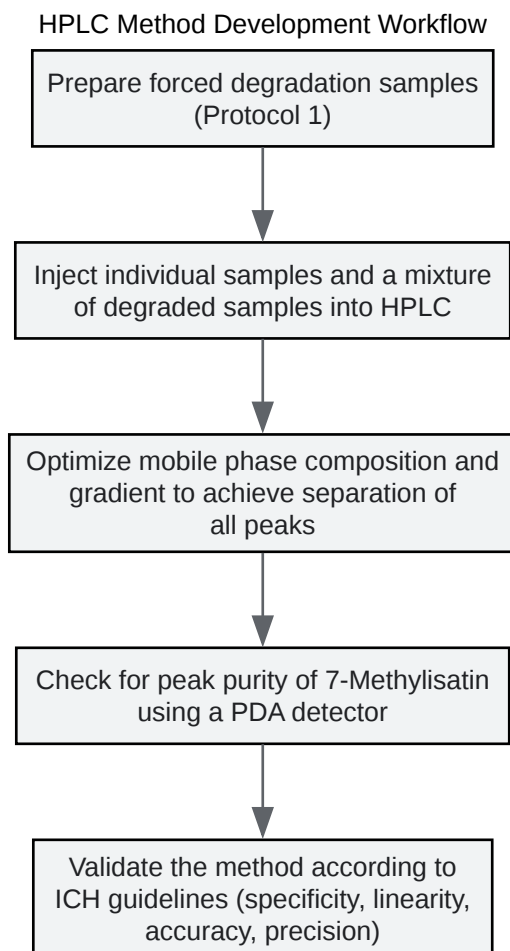 HPLC Method Development Workflow
Prepare forced degradation samples
(Protocol 1)
Inject individual samples and a mixture
of degraded samples into HPLC
Optimize mobile phase composition and
gradient to achieve separation of
all peaks
Check for peak purity of 7-Methylisatin
using a PDA detector
Validate the method according to
ICH guidelines (specificity, linearity,
accuracy, precision)